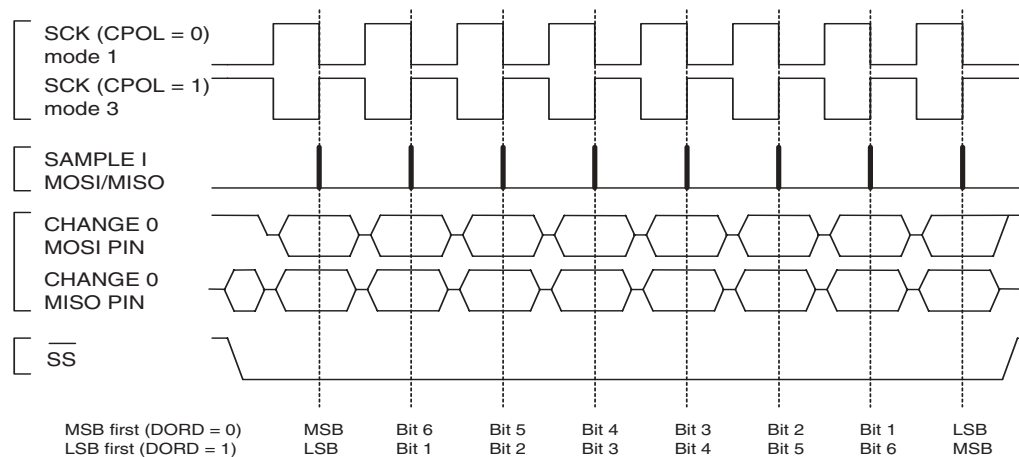 SCK (CPOL = 0)
mode 1
SCK (CPOL = 1)
mode 3
SAMPLE I
MOSI/MISO
CHANGE 0
MOSI PIN
CHANGE 0
MISO PIN
SS
MSB first (DORD = 0) MSB Bit 6 Bit 5 Bit 4 Bit 3 Bit 2 Bit 1 LSB
LSB first (DORD = 1) LSB Bit 1 Bit 2 Bit 3 Bit 4 Bit 5 Bit 6 MSB